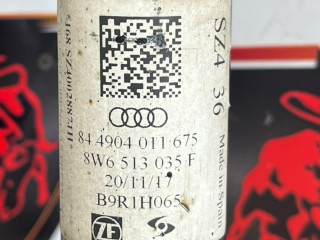 84 4904 011 675
8W6 513 035 F
20/11/17
B9R1H065
ZF
SZ4 36
Made in Spain